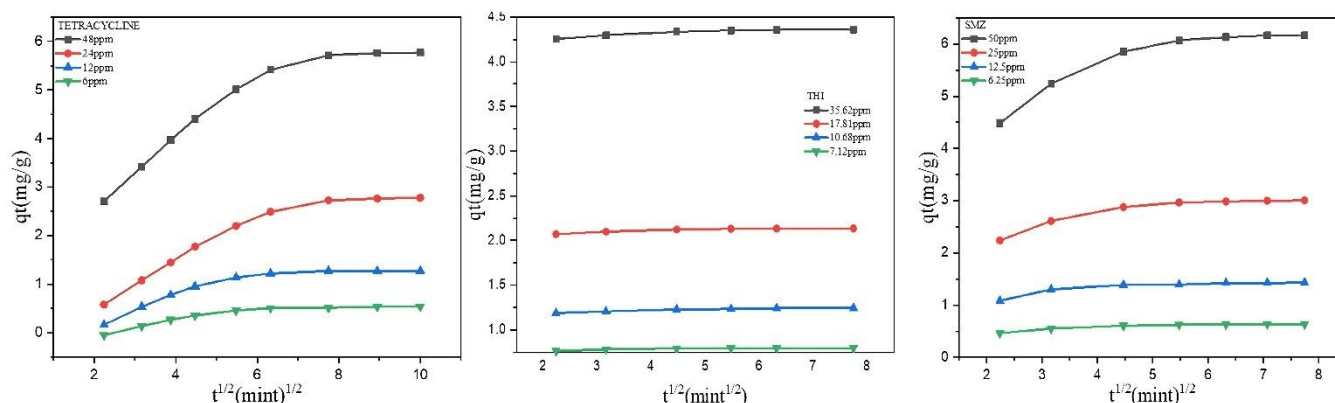 TETRACYCLINE
48ppm
24ppm
12ppm
6ppm
6
5
4
3
2
1
0
qt(mg/g)
2 4 6 8 10
t^1/2(mint)^1/2
4.5
4.0
3.5
3.0
2.5
2.0
1.5
1.0
qt(mg/g)
THI
35.62ppm
17.81ppm
10.68ppm
7.12ppm
2 3 4 5 6 7 8
t^1/2(mint^1/2)
SMZ
50ppm
25ppm
12.5ppm
6.25ppm
6
5
4
3
2
1
0
qt(mg/g)
2 3 4 5 6 7 8
t^1/2(mint)^1/2